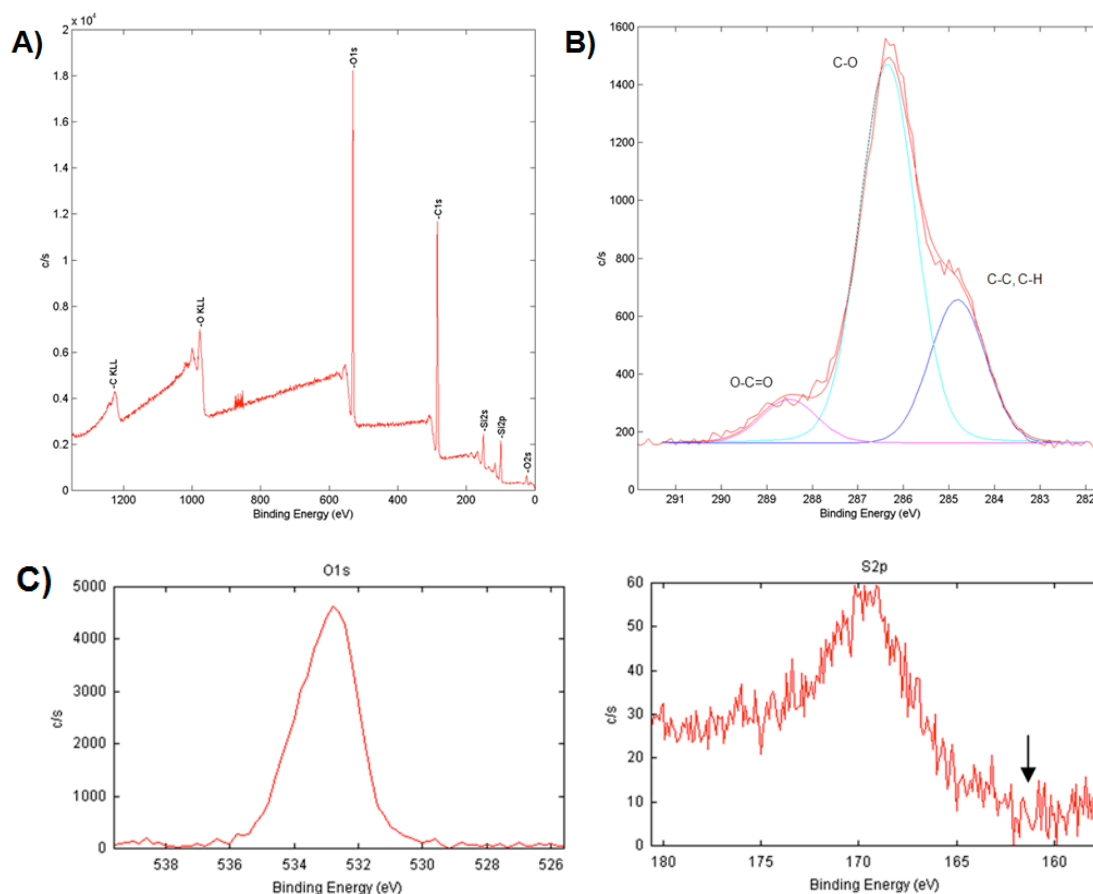 A)
x 10⁴
2
1.8
1.6
1.4
1.2
1
0.8
0.6
0.4
0.2
0
c/s
-C KLL
-O KLL
-O1s
-C1s
-Si2s
-Si2p
-O2s
1200 1000 800 600 400 200 0
Binding Energy (eV)
B)
1600
1400
1200
1000
800
600
400
200
0
c/s
C-O
C-C, C-H
O-C=O
291 290 289 288 287 286 285 284 283 282
Binding Energy (eV)
C)
O1s
5000
4000
3000
2000
1000
0
c/s
538 536 534 532 530 528 526
Binding Energy (eV)
S2p
60
50
40
30
20
10
0
c/s
180 175 170 165 160
Binding Energy (eV)